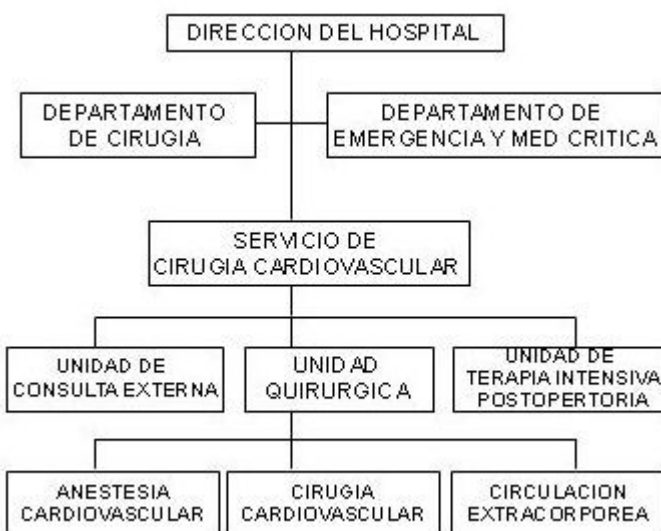 DIRECCION DEL HOSPITAL
DEPARTAMENTO
DE CIRUGIA
DEPARTAMENTO DE
EMERGENCIA Y MED CRITICA
SERVICIO DE
CIRUGIA CARDIOVASCULAR
UNIDAD DE
CONSULTA EXTERNA
UNIDAD
QUIRURGICA
UNIDAD DE
TERAPIA INTENSIVA
POSTOPERTORIA
ANESTESIA
CARDIOVASCULAR
CIRUGIA
CARDIOVASCULAR
CIRCULACION
EXTRACORPOREA